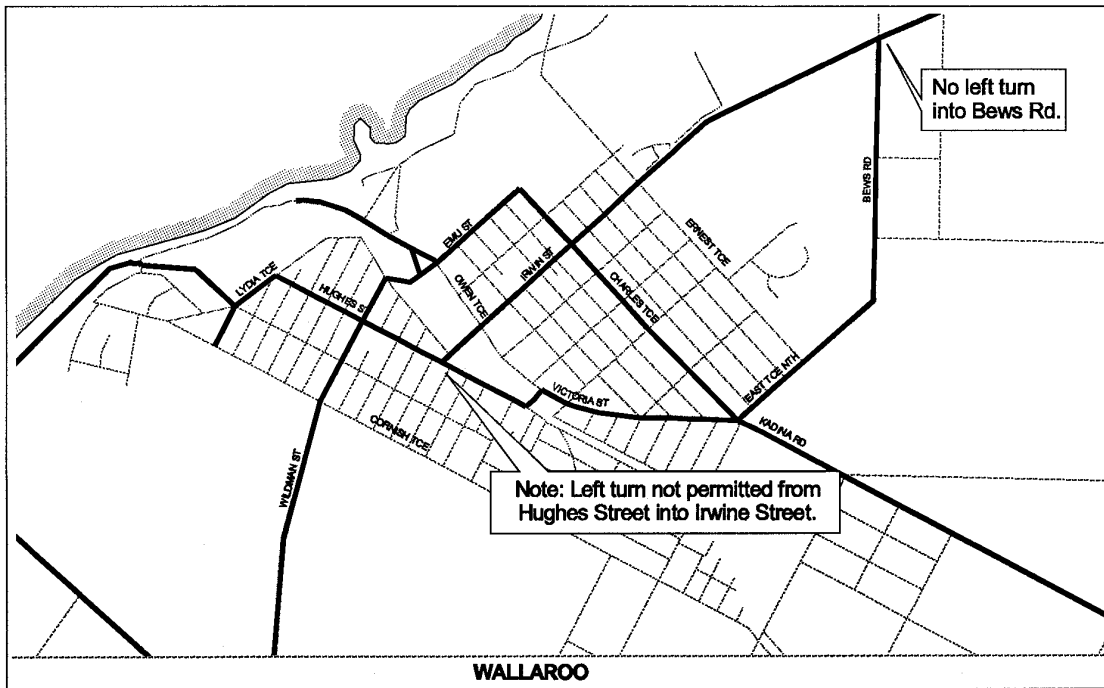 No left turn
into Bews Rd.
BEWS RD
ERNEST TCE
EMU ST
IRWIN ST
OWEN TCE
CHARLES TCE
LYDIA TCE
HUGHES ST
EAST TCE NTH
VICTORIA ST
KADINA RD
CORNISH TCE
WILDMAN ST
Note: Left turn not permitted from
Hughes Street into Irwine Street.
WALLAROO